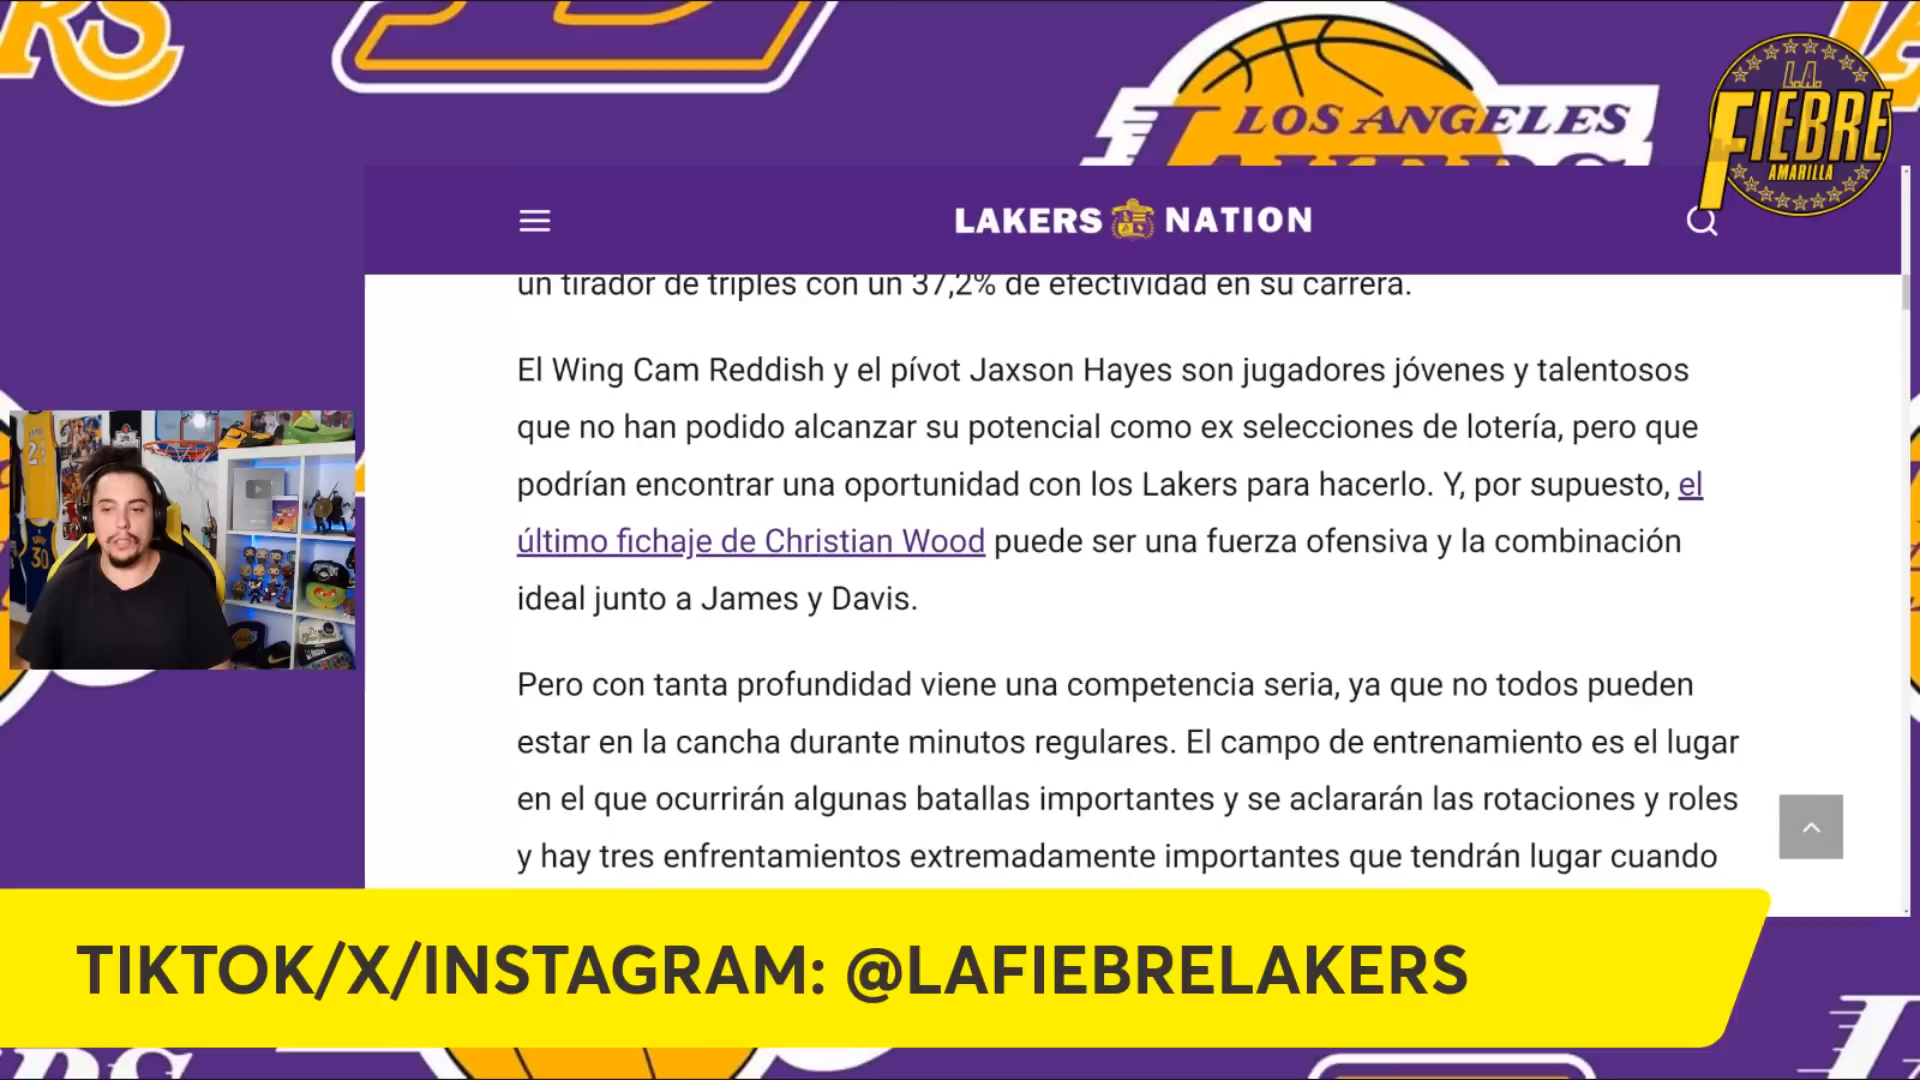 RS
LOS ANGELES
L.A.
FIEBRE
AMARILLA
LAKERS NATION
un tirador de triples con un 37,2% de efectividad en su carrera.
El Wing Cam Reddish y el pívot Jaxson Hayes son jugadores jóvenes y talentosos
que no han podido alcanzar su potencial como ex selecciones de lotería, pero que
podrían encontrar una oportunidad con los Lakers para hacerlo. Y, por supuesto, el
último fichaje de Christian Wood puede ser una fuerza ofensiva y la combinación
ideal junto a James y Davis.
Pero con tanta profundidad viene una competencia seria, ya que no todos pueden
estar en la cancha durante minutos regulares. El campo de entrenamiento es el lugar
en el que ocurrirán algunas batallas importantes y se aclararán las rotaciones y roles
y hay tres enfrentamientos extremadamente importantes que tendrán lugar cuando
30
TIKTOK/X/INSTAGRAM: @LAFIEBRELAKERS